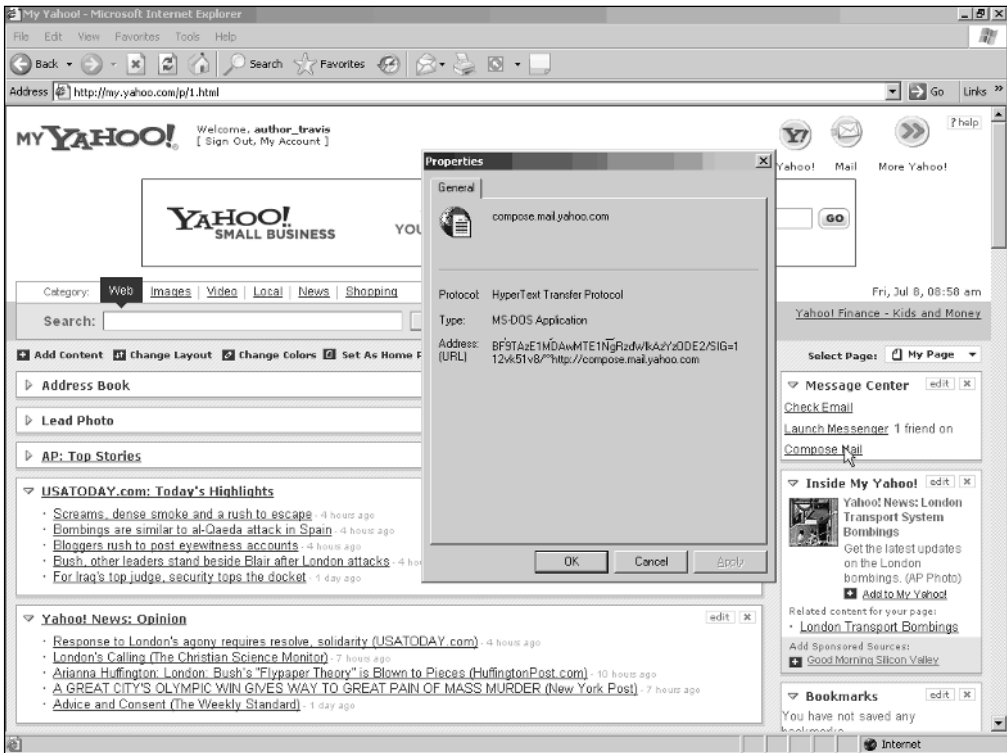 My Yahoo! - Microsoft Internet Explorer
File Edit View Favorites Tools Help
Back Search Favorites
Address http://my.yahoo.com/p/1.html Go Links »
MY YAHOO! Welcome, author_travis
[ Sign Out, My Account ]
? help
Yahoo! Mail More Yahoo!
YAHOO!
SMALL BUSINESS
YOU
GO
Category: Web Images | Video | Local | News | Shopping
Fri, Jul 8, 08:58 am
Search:
Yahoo! Finance - Kids and Money
Add Content Change Layout Change Colors Set As Home P
Select Page: My Page
Address Book
Lead Photo
AP: Top Stories
USATODAY.com: Today's Highlights
· Screams, dense smoke and a rush to escape - 4 hours ago
· Bombings are similar to al-Qaeda attack in Spain - 4 hours ago
· Bloggers rush to post eyewitness accounts - 4 hours ago
· Bush, other leaders stand beside Blair after London attacks - 4 ho
· For Iraq's top judge, security tops the docket - 1 day ago
Yahoo! News: Opinion edit
· Response to London's agony requires resolve, solidarity (USATODAY.com) - 4 hours ago
· London's Calling (The Christian Science Monitor) - 7 hours ago
· Arianna Huffington: London: Bush's "Flypaper Theory" is Blown to Pieces (HuffingtonPost.com) - 10 hours ago
· A GREAT CITY'S OLYMPIC WIN GIVES WAY TO GREAT PAIN OF MASS MURDER (New York Post) - 7 hours ago
· Advice and Consent (The Weekly Standard) - 1 day ago
Properties
General
compose.mail.yahoo.com
Protocol: HyperText Transfer Protocol
Type: MS-DOS Application
Address:
(URL)
12vk51v8/**http://compose.mail.yahoo.com
OK Cancel Apply
Message Center edit
Check Email
Launch Messenger 1 friend on
Compose Mail
Inside My Yahoo! edit
Yahoo! News: London
Transport System
Bombings
Get the latest updates
on the London
bombings. (AP Photo)
Add to My Yahoo!
Related content for your page:
· London Transport Bombings
Add Sponsored Sources:
Good Morning Silicon Valley
Bookmarks edit
You have not saved any
bookmarks
Internet